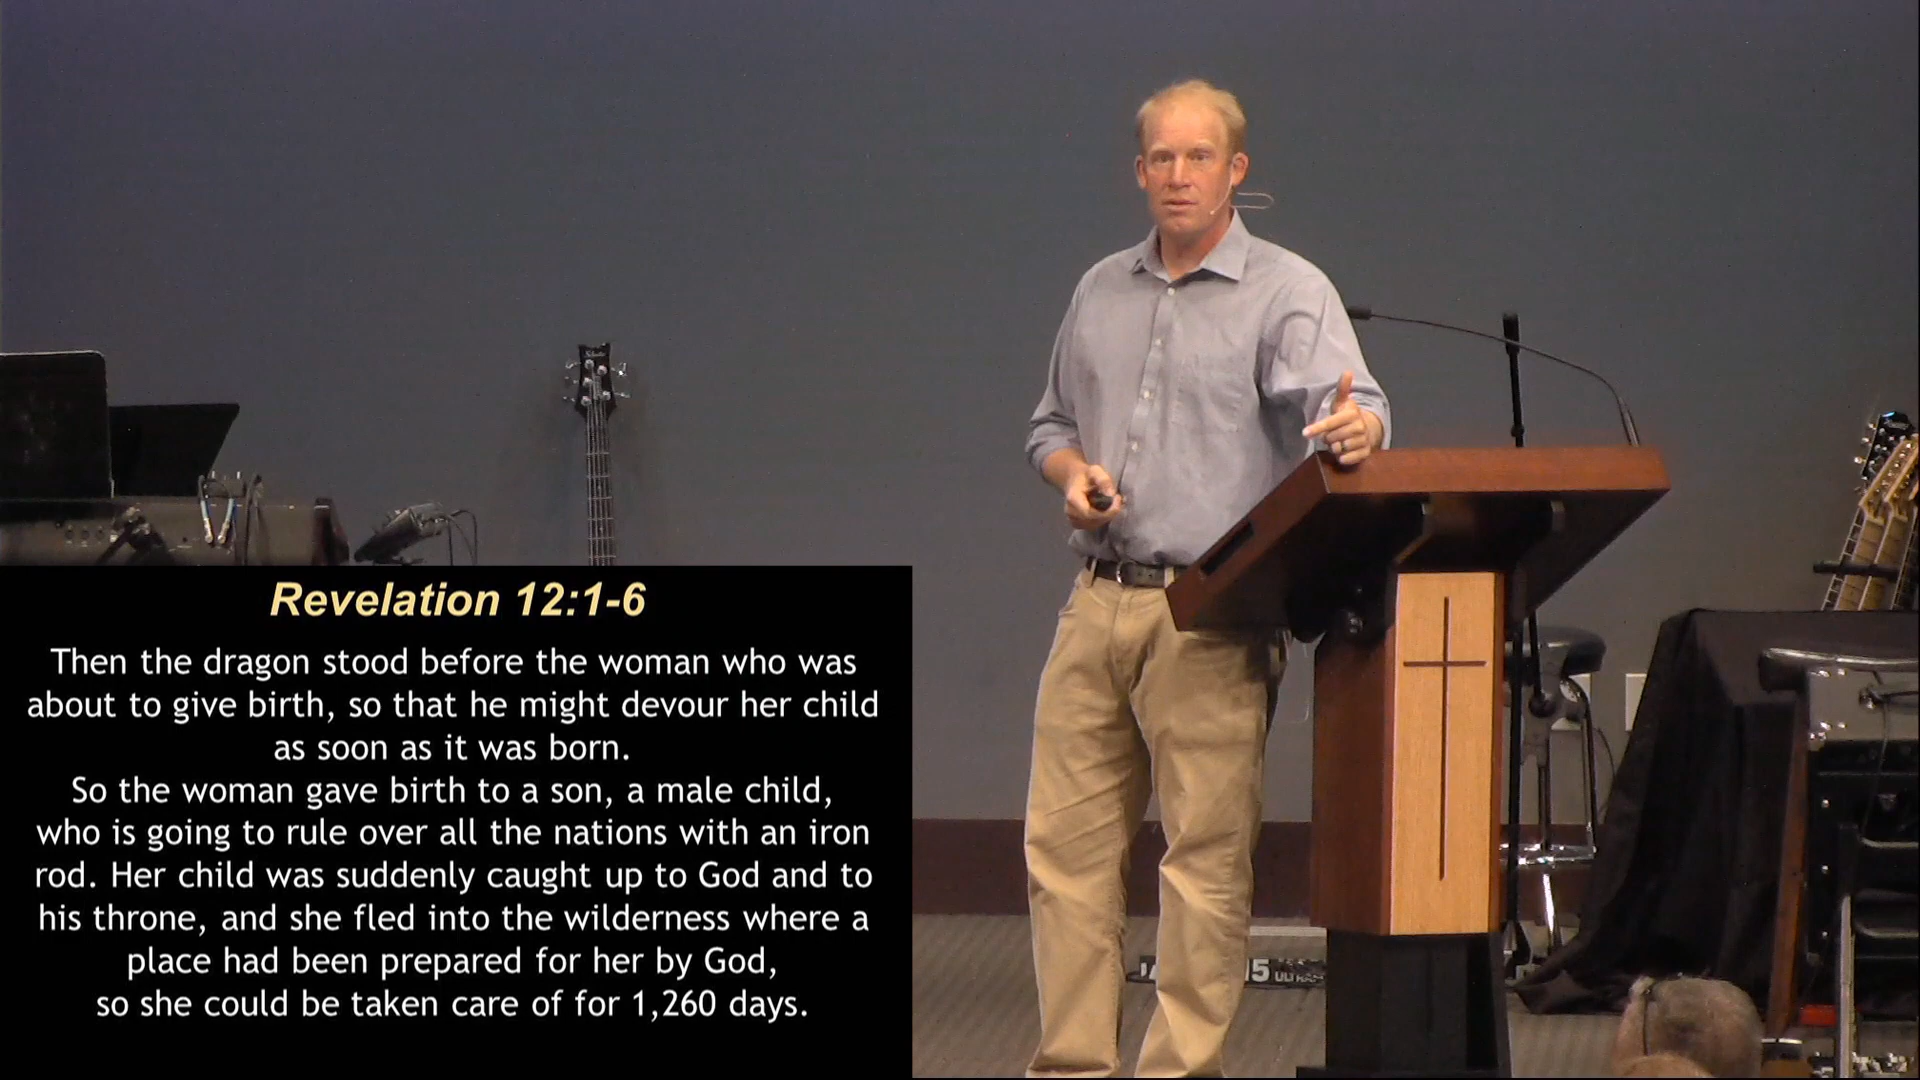 Revelation 12:1-6
Then the dragon stood before the woman who was
about to give birth, so that he might devour her child
as soon as it was born.
So the woman gave birth to a son, a male child,
who is going to rule over all the nations with an iron
rod. Her child was suddenly caught up to God and to
his throne, and she fled into the wilderness where a
place had been prepared for her by God,
so she could be taken care of for 1,260 days.